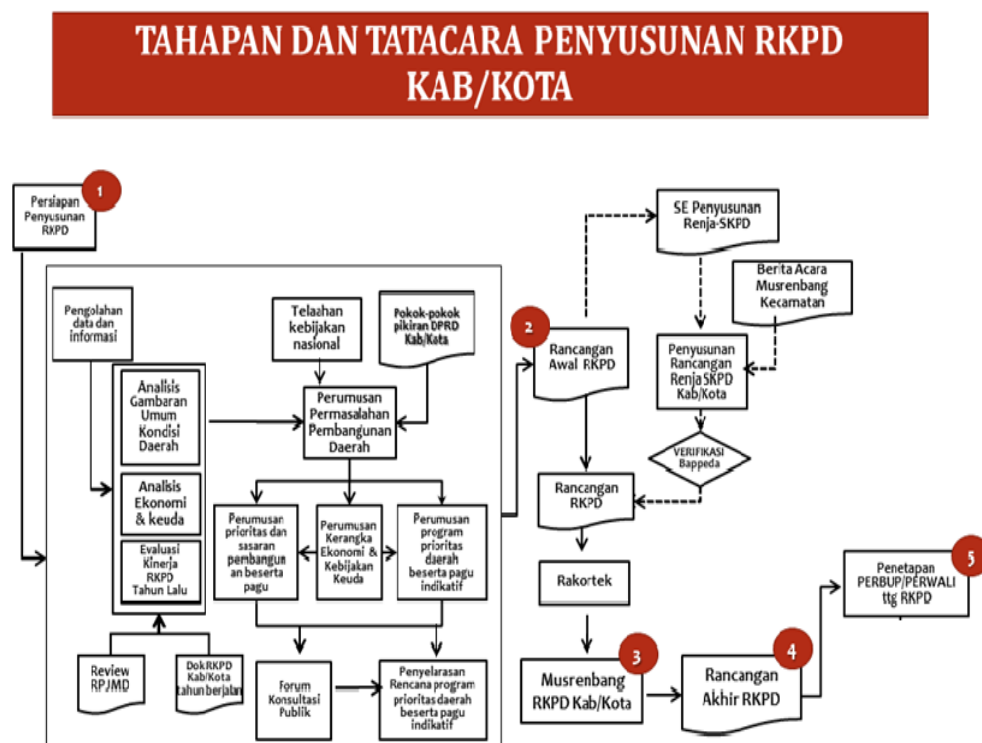 TAHAPAN DAN TATACARA PENYUSUNAN RKPD
KAB/KOTA
1
Persiapan
Penyusunan
RKPD
Pengolahan
data dan
informasi
Analisis
Gambaran
Umum
Kondisi
Daerah
Analisis
Ekonomi
& keuda
Evaluasi
Kinerja
RKPD
Tahun Lalu
Review
RPJMD
Dok RKPD
Kab/Kota
tahun berjalan
Telaahan
kebijakan
nasional
Pokok-pokok
pikiran DPRD
Kab/Kota
Perumusan
Permasalahan
Pembangunan
Daerah
Perumusan
prioritas dan
sasaran
pembangun
an beserta
pagu
Perumusan
Kerangka
Ekonomi &
Kebijakan
Keuda
Perumusan
program
prioritas
daerah
beserta pagu
indikatif
Forum
Konsultasi
Publik
Penyelarasan
Rencana program
prioritas daerah
beserta pagu
indikatif
2
Rancangan
Awal RKPD
SE Penyusunan
Renja-SKPD
Berita Acara
Musrenbang
Kecamatan
Penyusunan
Rancangan
Renja SKPD
Kab/Kota
VERIFIKASI
Bappeda
Rancangan
RKPD
Rakortek
3
Musrenbang
RKPD Kab/Kota
4
Rancangan
Akhir RKPD
5
Penetapan
PERBUP/PERWALI
ttg RKPD